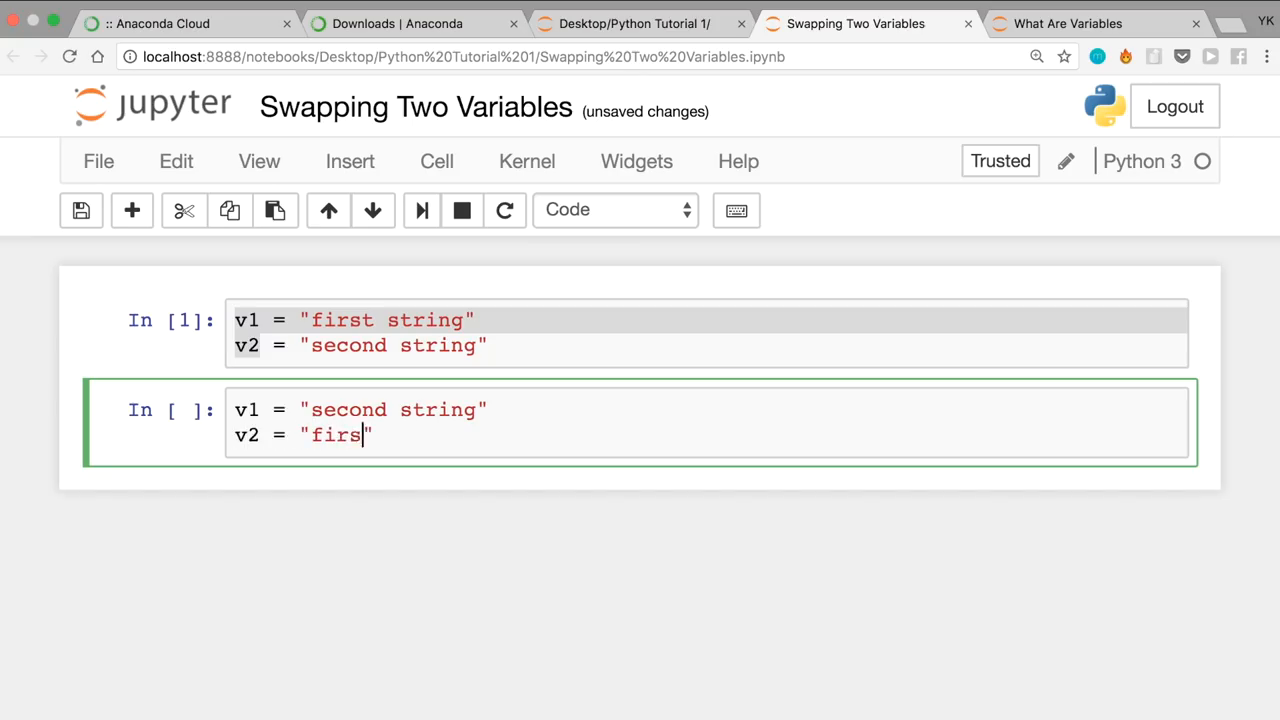 :: Anaconda Cloud
Downloads | Anaconda
Desktop/Python Tutorial 1/
Swapping Two Variables
What Are Variables
YK
localhost:8888/notebooks/Desktop/Python%20Tutorial%201/Swapping%20Two%20Variables.ipynb
jupyter Swapping Two Variables (unsaved changes)
Logout
File Edit View Insert Cell Kernel Widgets Help
Trusted
Python 3
Code
In [1]: v1 = "first string"
v2 = "second string"
In [ ]: v1 = "second string"
v2 = "firs"